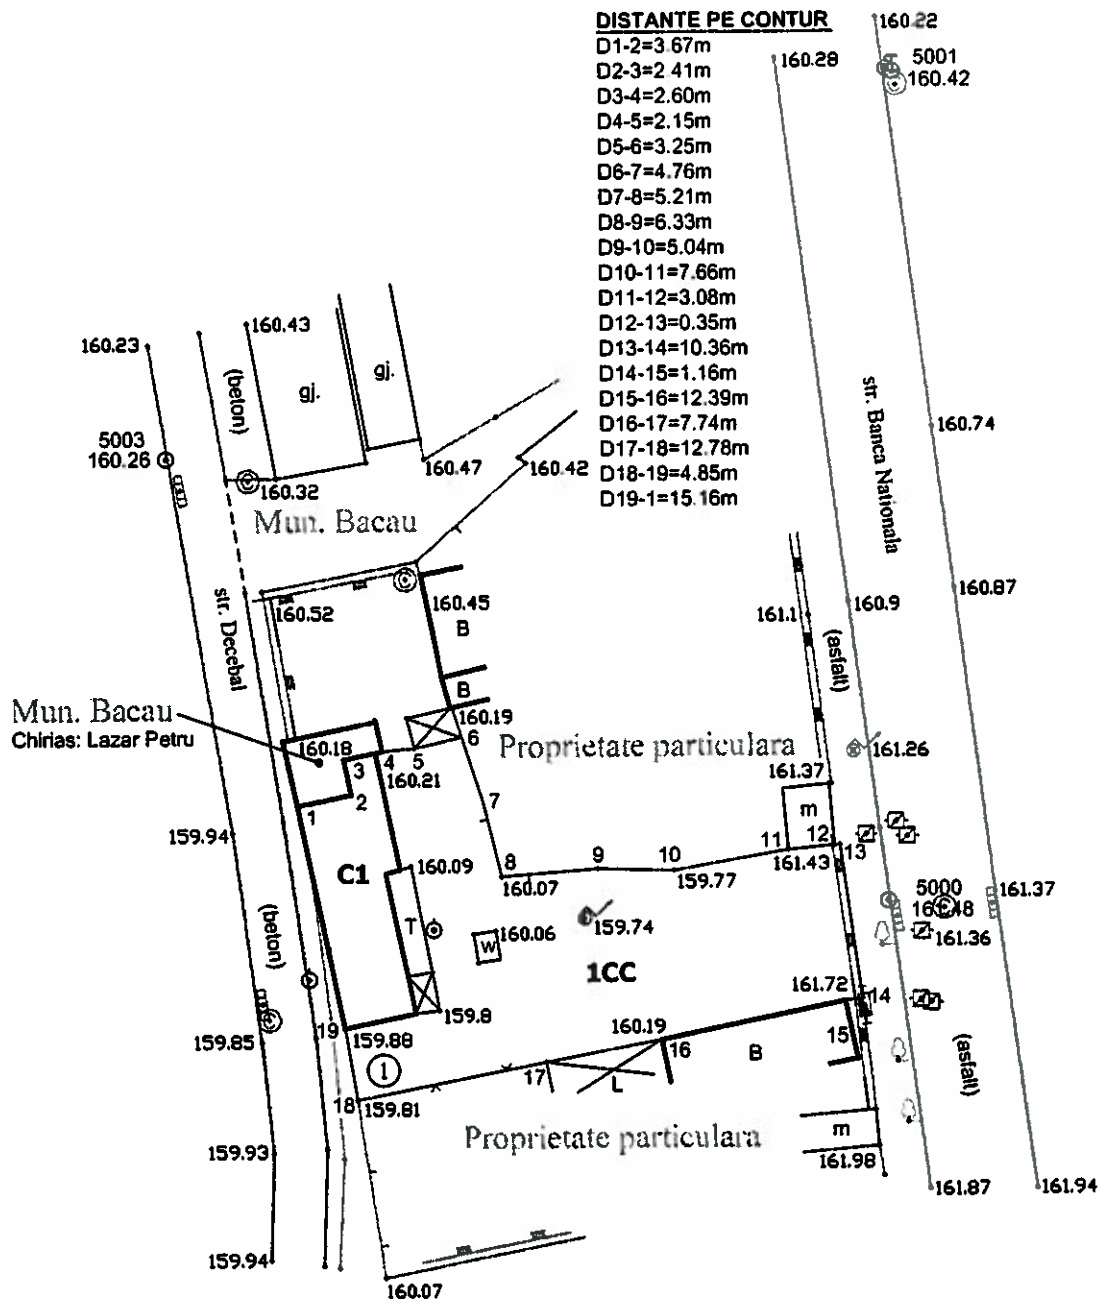 DISTANTE PE CONTUR
D1-2=3.67m
D2-3=2.41m
D3-4=2.60m
D4-5=2.15m
D5-6=3.25m
D6-7=4.76m
D7-8=5.21m
D8-9=6.33m
D9-10=5.04m
D10-11=7.66m
D11-12=3.08m
D12-13=0.35m
D13-14=10.36m
D14-15=1.16m
D15-16=12.39m
D16-17=7.74m
D17-18=12.78m
D18-19=4.85m
D19-1=15.16m
160.22
160.28
5001
160.42
160.43
160.23
(beton)
gj.
gj.
5003
160.26
160.47
160.42
160.32
Mun. Bacau
str. Banca Nationala
160.74
str. Decebal
160.52
160.45
B
161.1
160.9
160.87
(asfalt)
B
Mun. Bacau
Chirias: Lazar Petru
160.18
160.19
6
Proprietate particulara
161.26
3
4
5
160.21
161.37
1
2
7
m
159.94
11
12
13
161.43
8
9
10
160.07
159.77
C1
160.09
5000
161.48
161.37
161.36
(beton)
T
w
160.06
159.74
1CC
161.72
14
159.8
160.19
15
19
159.88
159.85
16
B
17
L
(asfalt)
1
18
159.81
Proprietate particulara
m
159.93
161.98
161.87
161.94
159.94
160.07